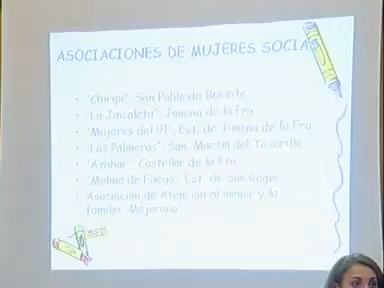 ASOCIACIONES DE MUJERES SOCIAS
"Chiripi", San Pablo de Buceite
"La Jincaleta", Jimena de la Fra.
"Mujeres del 91", Est. de Jimena de la Fra.
"Las Palmeras", San Martín del Tesorillo
"Azahar", Castellar de la Fra.
"Molino de Fuego", Est. de San Roque
Asociación de Atención al menor y la
familia "Mejorana"